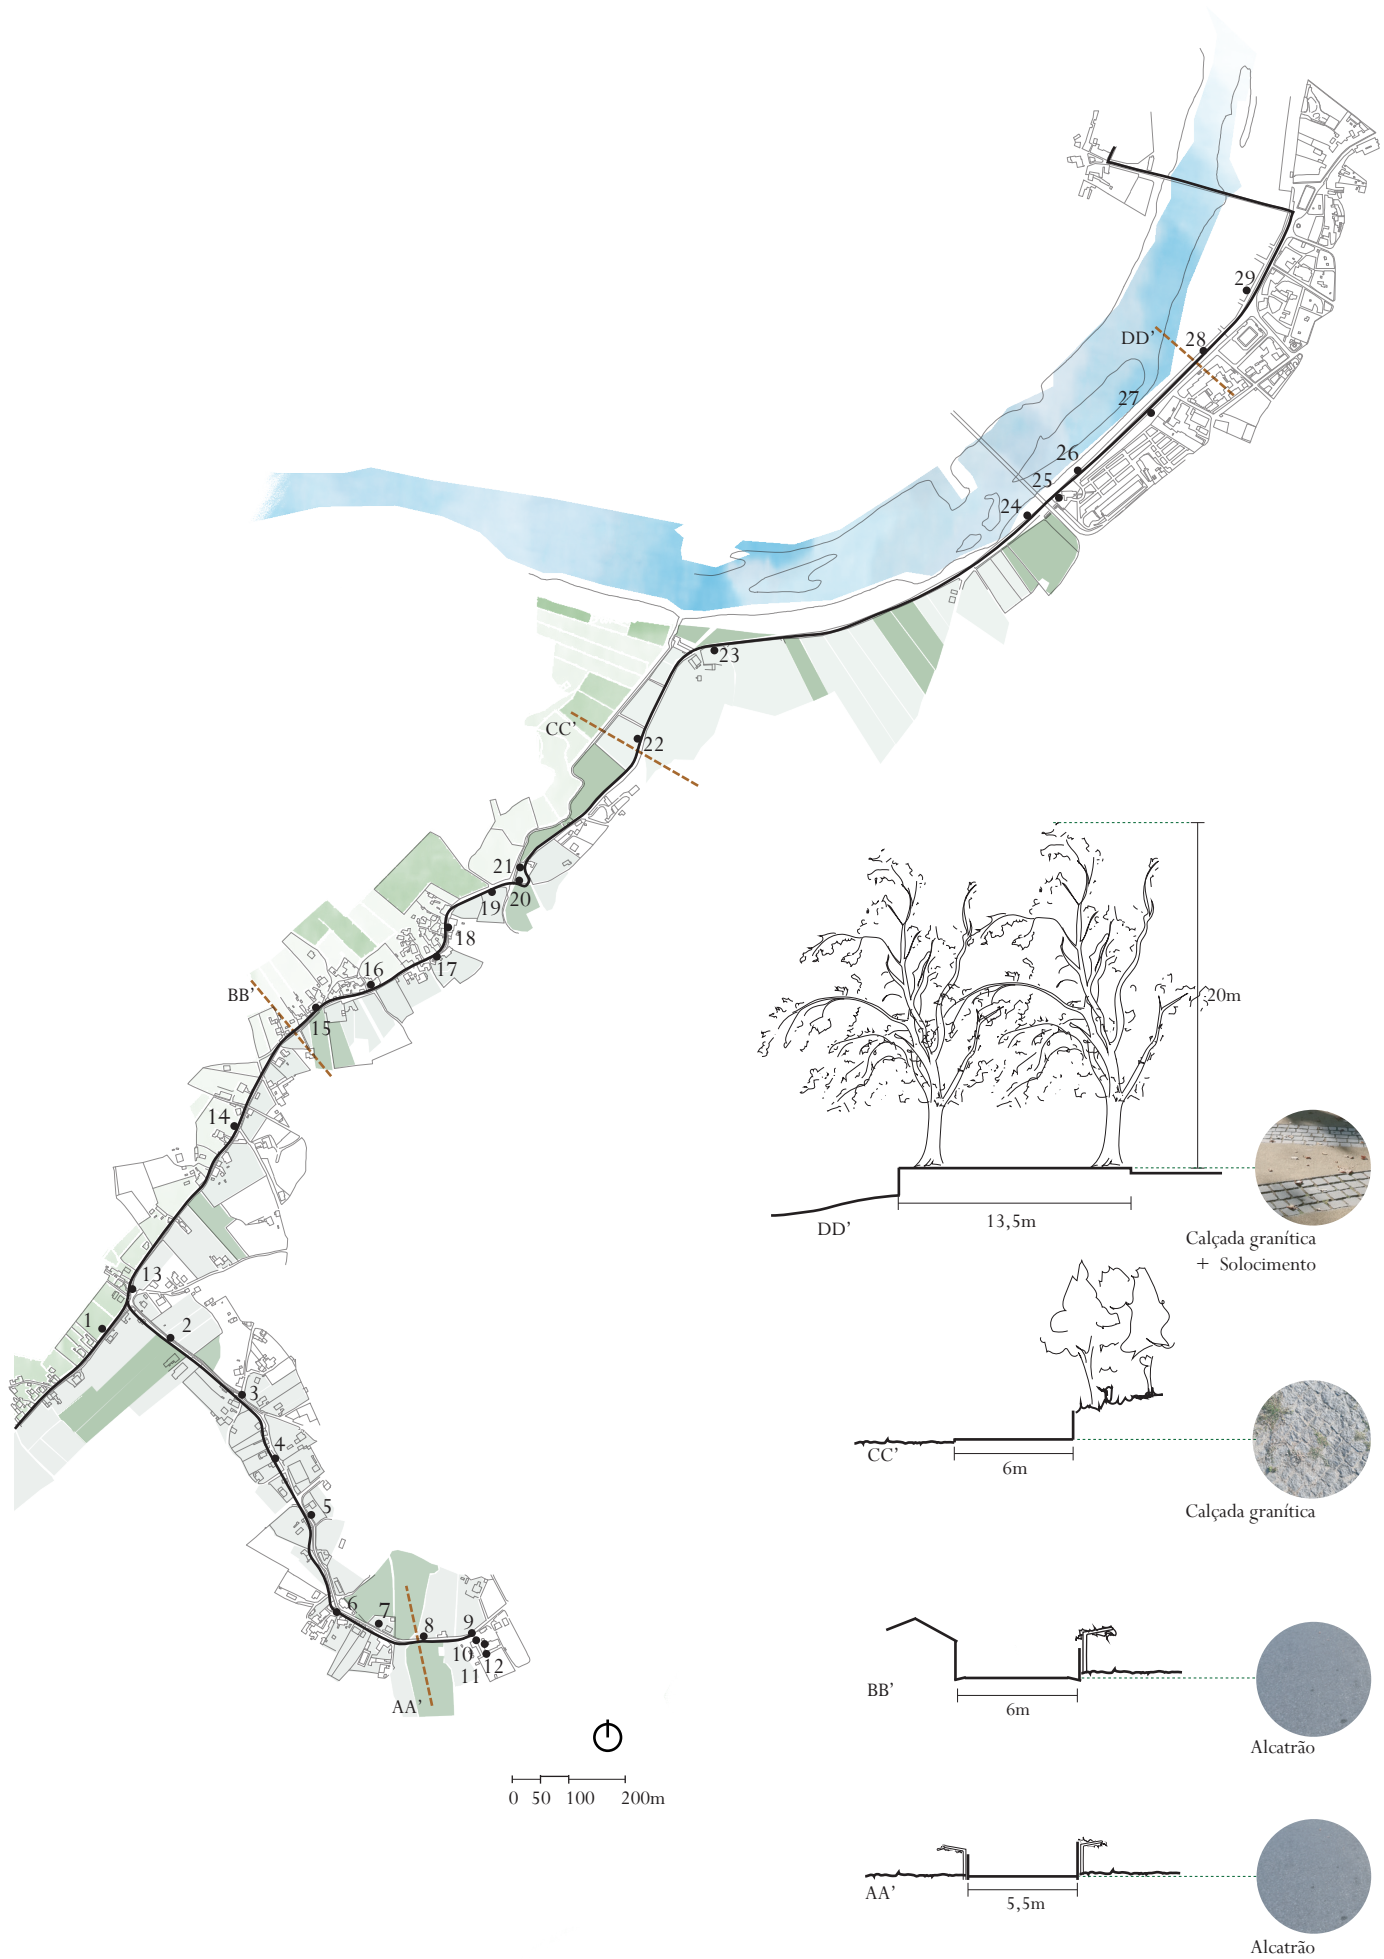 29
28
DD’
27
26
25
24
23
CC’
22
21
20
19
18
17
16
BB’
15
14
13
1
2
3
4
5
6
7
8
9
10
11
12
AA’
0 50 100 200m
20m
13,5m
DD’
Calçada granítica
+ Solocimento
CC’
6m
Calçada granítica
BB’
6m
Alcatrão
AA’
5,5m
Alcatrão